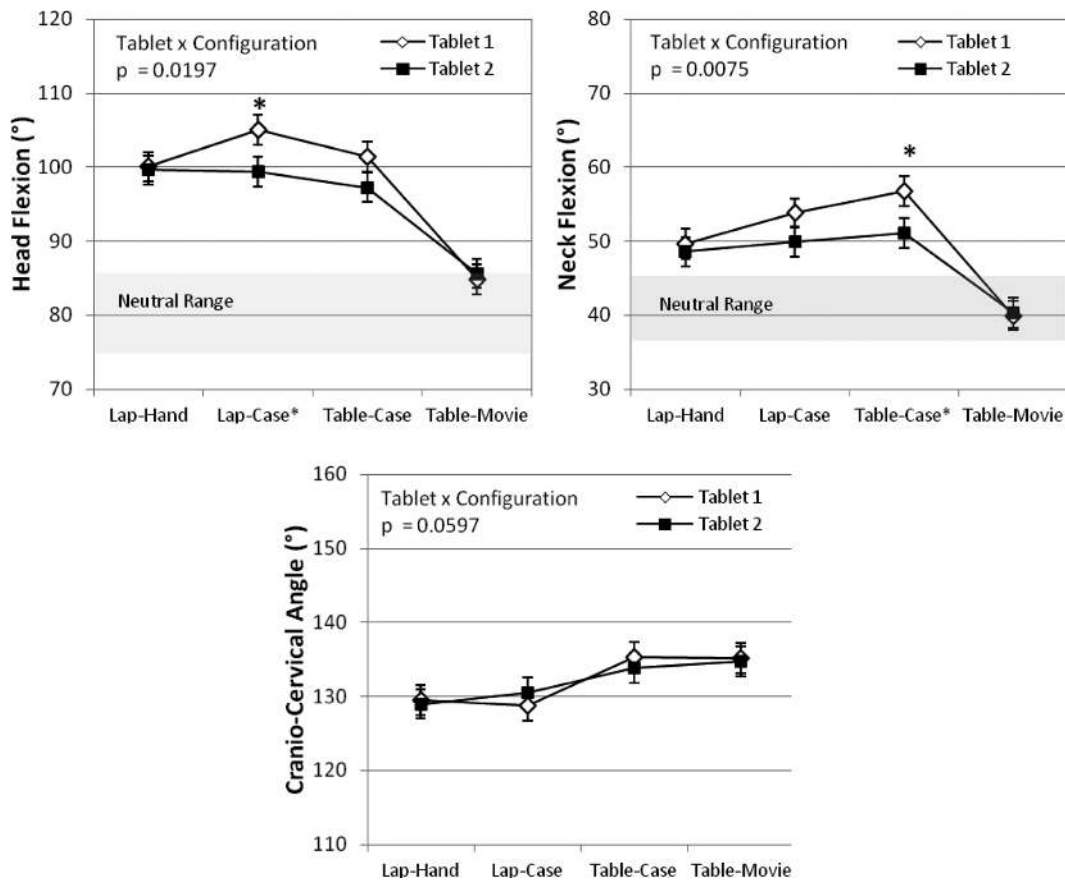 120
110
100
90
80
70
Head Flexion (°)
Tablet x Configuration
p = 0.0197
Tablet 1
Tablet 2
*
Neutral Range
Lap-Hand Lap-Case* Table-Case Table-Movie
80
70
60
50
40
30
Neck Flexion (°)
Tablet x Configuration
p = 0.0075
Tablet 1
Tablet 2
*
Neutral Range
Lap-Hand Lap-Case Table-Case* Table-Movie
160
150
140
130
120
110
Cranio-Cervical Angle (°)
Tablet x Configuration
p = 0.0597
Tablet 1
Tablet 2
Lap-Hand Lap-Case Table-Case Table-Movie